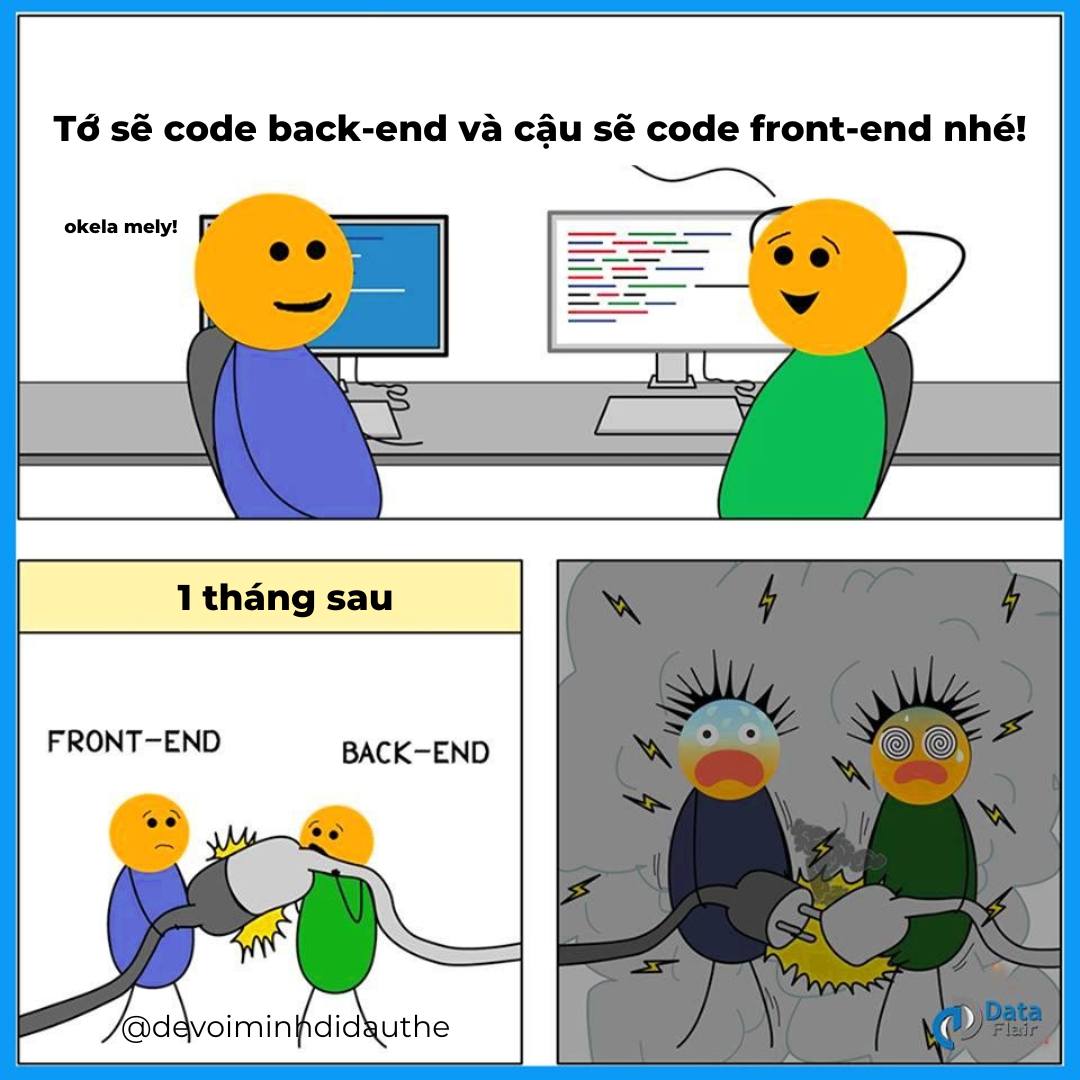 Tớ sẽ code back-end và cậu sẽ code front-end nhé!
okela mely!
1 tháng sau
FRONT-END
BACK-END
@devoiminhdidauthe
Data
Flair